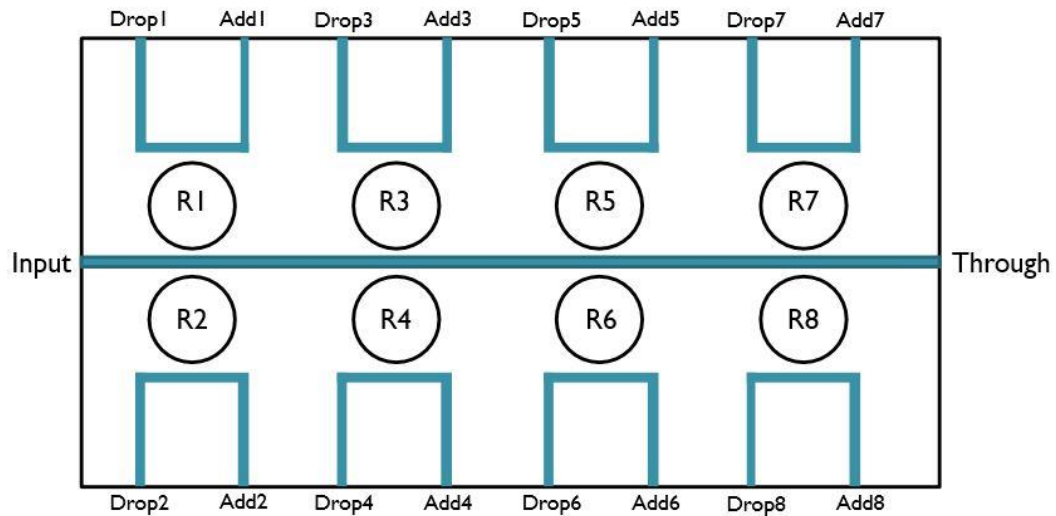 Drop1 Add1 Drop3 Add3 Drop5 Add5 Drop7 Add7
R1 R3 R5 R7
Input Through
R2 R4 R6 R8
Drop2 Add2 Drop4 Add4 Drop6 Add6 Drop8 Add8